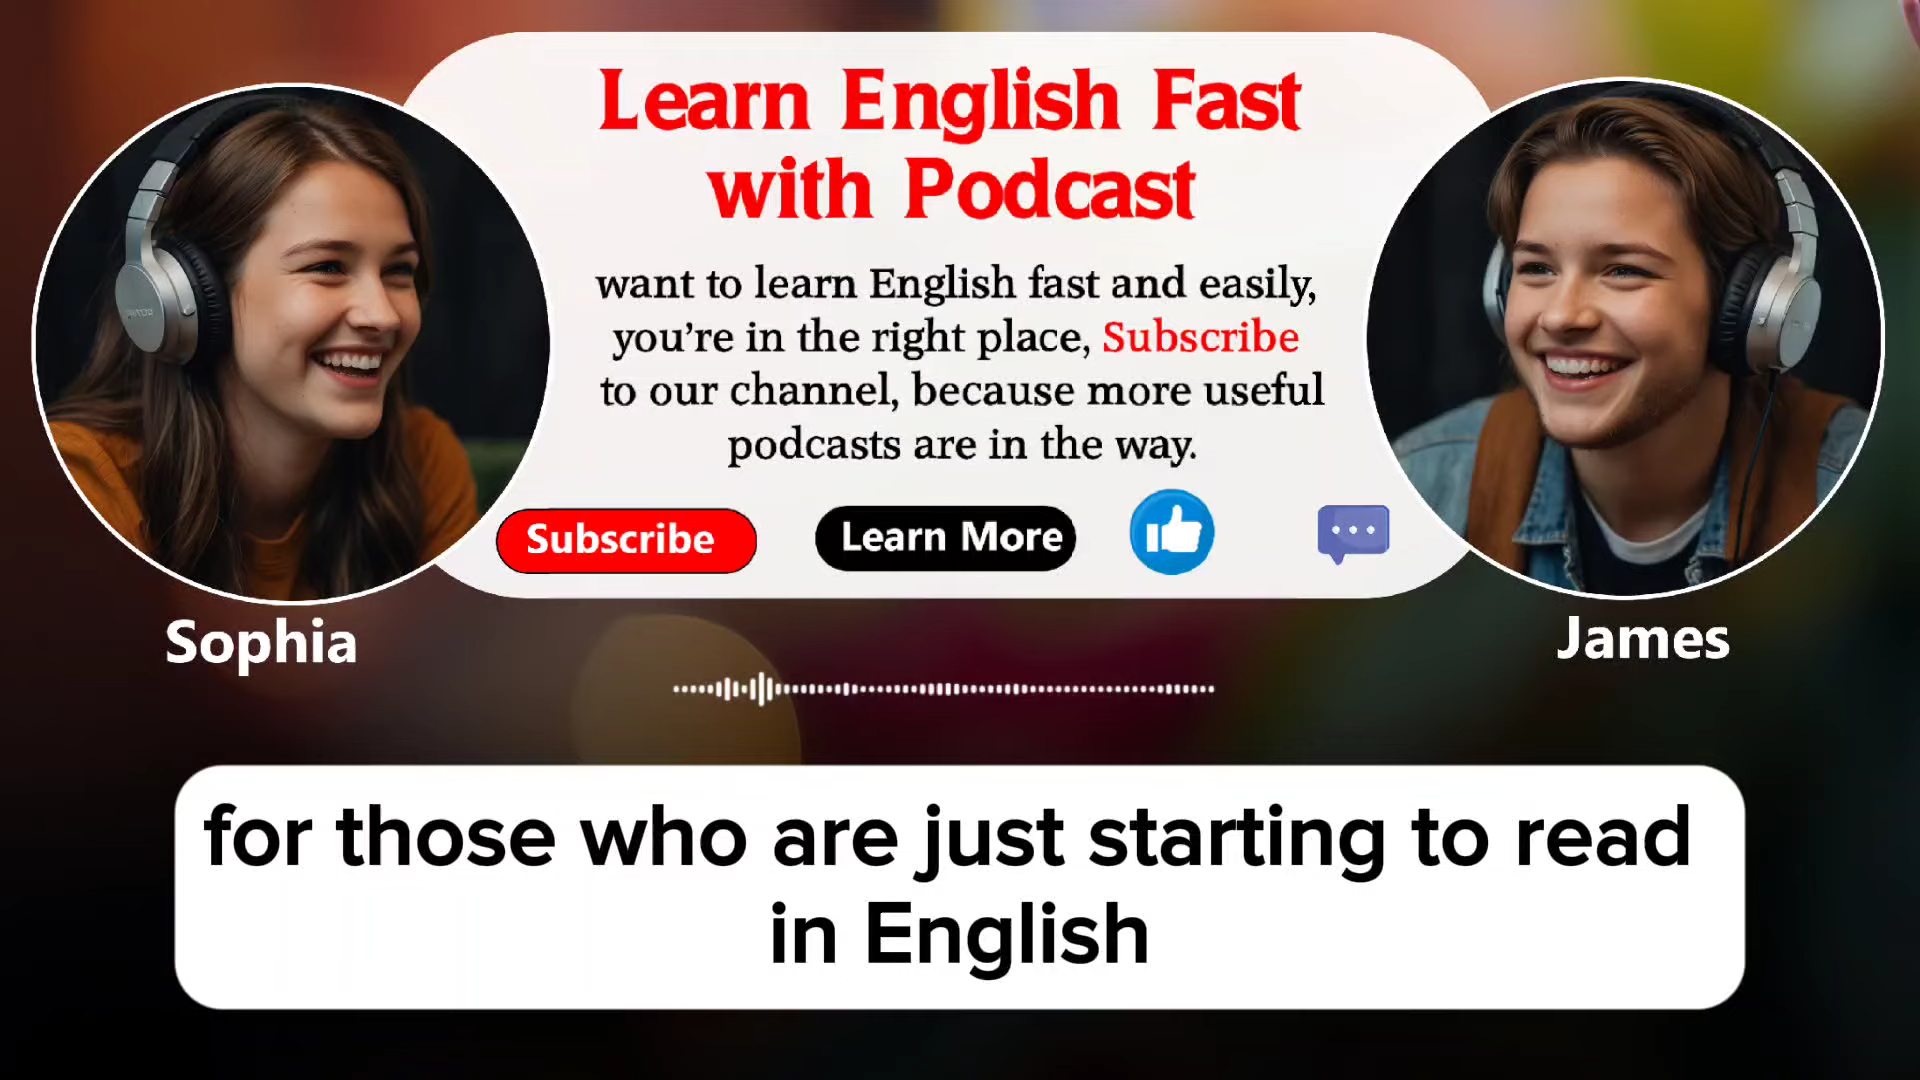 Learn English Fast
with Podcast
want to learn English fast and easily,
you're in the right place, Subscribe
to our channel, because more useful
podcasts are in the way.
Subscribe
Learn More
Sophia
James
for those who are just starting to read
in English